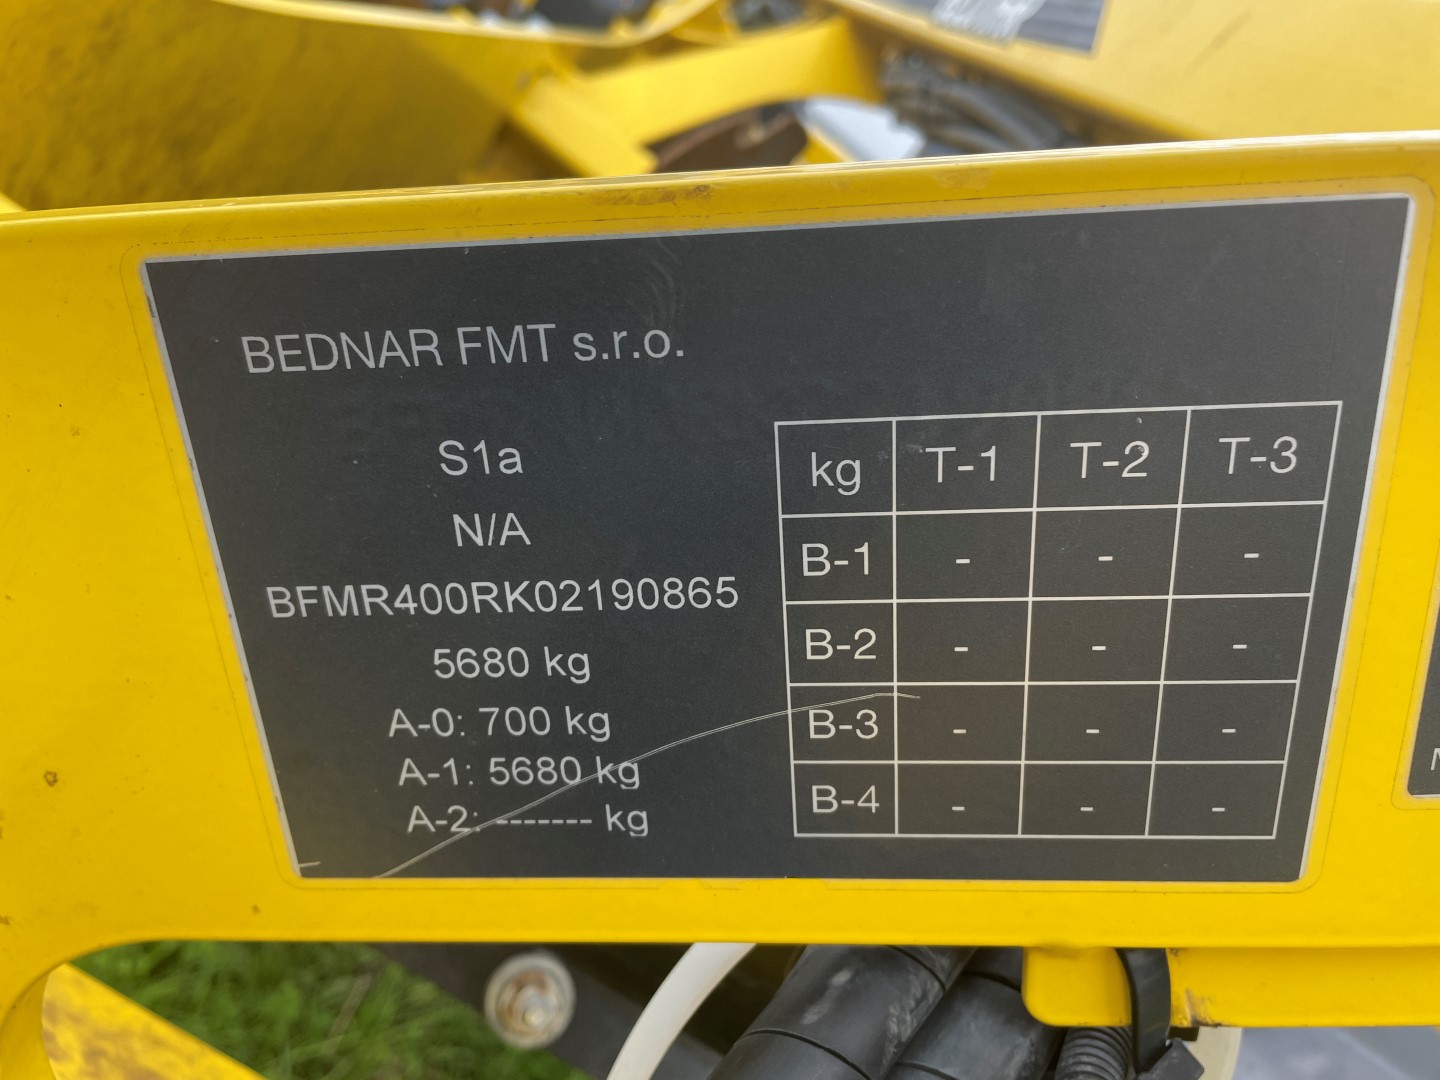 BEDNAR FMT s.r.o.
S1a
N/A
BFMR400RK02190865
5680 kg
A-0: 700 kg
A-1: 5680 kg
A-2: ------- kg
kg T-1 T-2 T-3
B-1 - - -
B-2 - - -
B-3 - - -
B-4 - - -